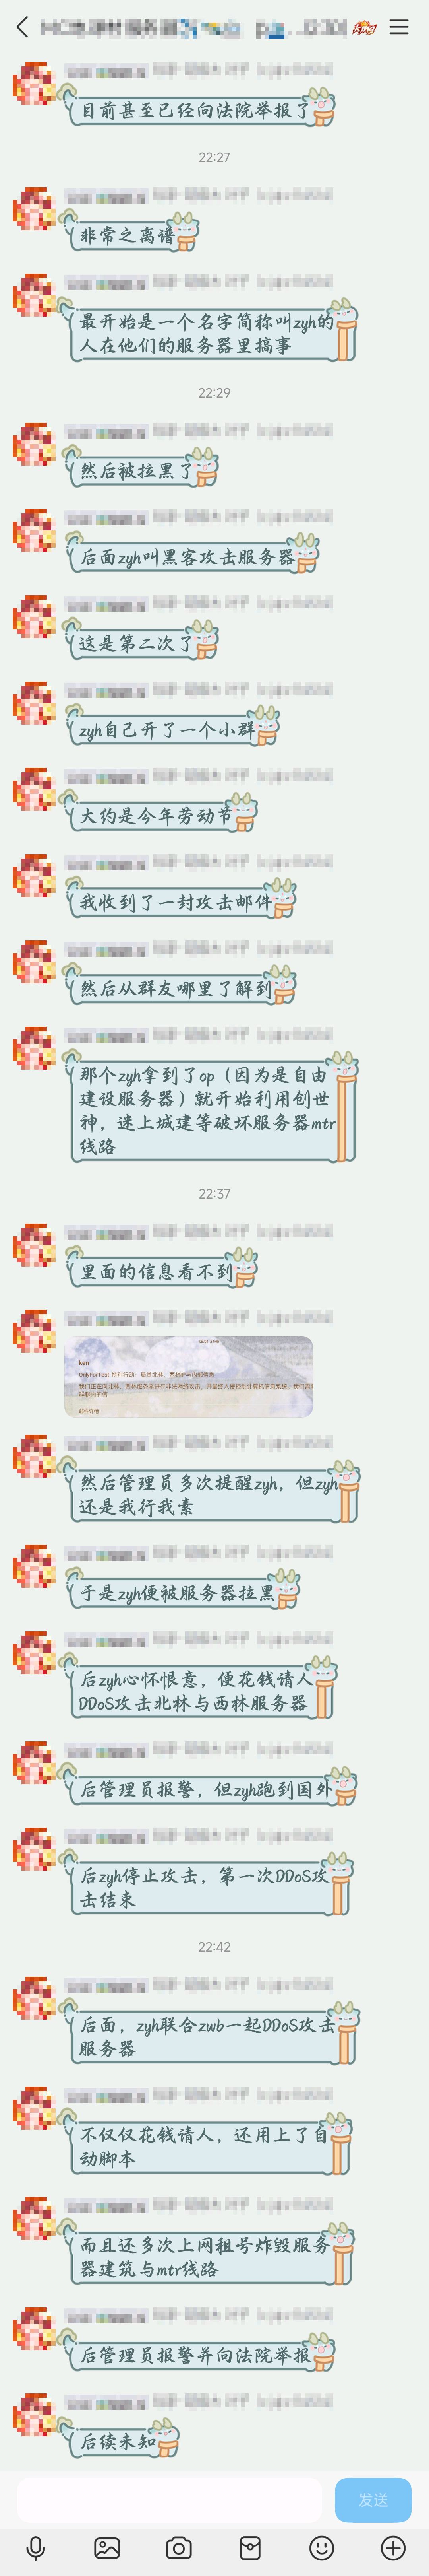 目前甚至已经向法院举报了
22:27
非常之离谱
最开始是一个名字简称叫zyh的
人在他们的服务器里搞事
22:29
然后被拉黑了
后面zyh叫黑客攻击服务器
这是第二次了
zyh自己开了一个小群
大约是今年劳动节
我收到了一封攻击邮件
然后从群友哪里了解到
那个zyh拿到了op（因为是自由
建设服务器）就开始利用创世
神，迷上城建等破坏服务器mtr
线路
22:37
里面的信息看不到
ken
然后管理员多次提醒zyh，但zyh
还是我行我素
于是zyh便被服务器拉黑
后zyh心怀恨意，便花钱请人
DDoS攻击北林与西林服务器
后管理员报警，但zyh跑到国外
后zyh停止攻击，第一次DDoS攻
击结束
22:42
后面，zyh联合zwb一起DDoS攻击
服务器
不仅仅花钱请人，还用上了自
动脚本
而且还多次上网租号炸毁服务
器建筑与mtr线路
后管理员报警并向法院举报
后续未知
发送